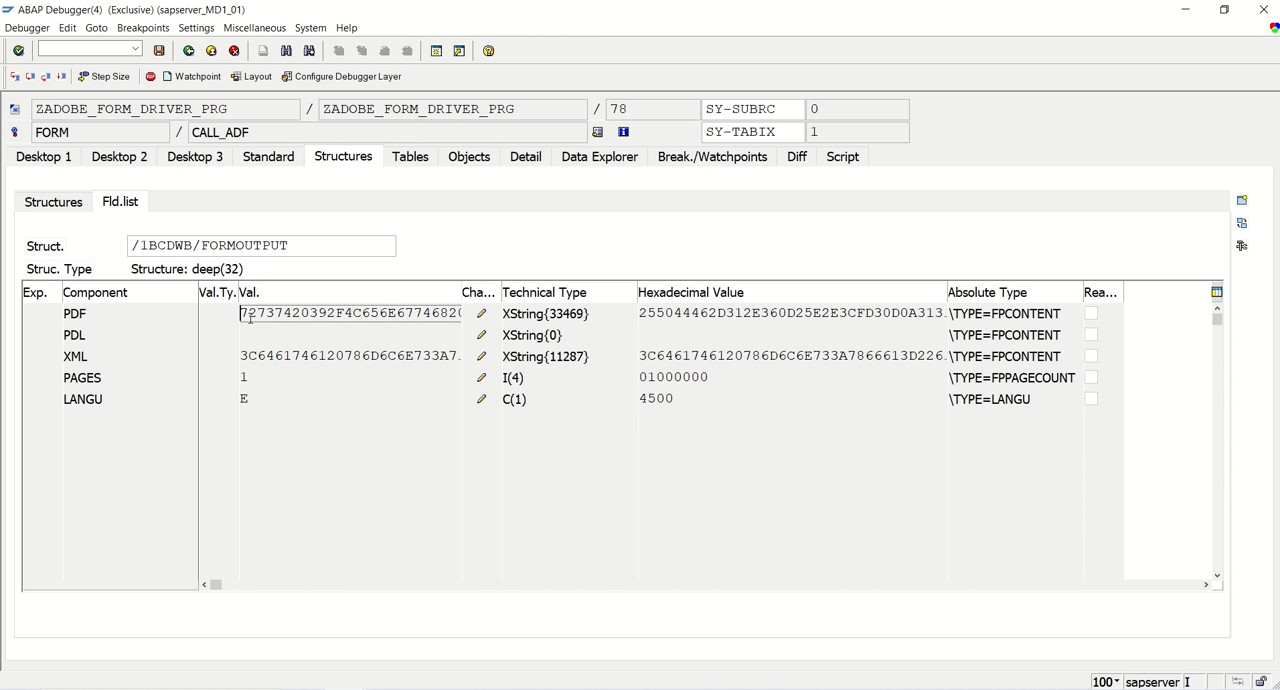 ABAP Debugger(4)  (Exclusive) (sapserver_MD1_01)
Debugger Edit Goto Breakpoints Settings Miscellaneous System Help
Step Size Watchpoint Layout Configure Debugger Layer
ZADOBE_FORM_DRIVER_PRG / ZADOBE_FORM_DRIVER_PRG / 78 SY-SUBRC 0
FORM / CALL_ADF SY-TABIX 1
Desktop 1 Desktop 2 Desktop 3 Standard Structures Tables Objects Detail Data Explorer Break./Watchpoints Diff Script
Structures Fld.list
Struct. /1BCDWB/FORMOUTPUT
Struc. Type Structure: deep(32)
Exp. Component Val.Ty. Val. Cha... Technical Type Hexadecimal Value Absolute Type Rea...
PDF 72737420392F4C656E6774682 XString{33469} 255044462D312E360D25E2E3CFD30D0A313. \TYPE=FPCONTENT
PDL XString{0} \TYPE=FPCONTENT
XML 3C6461746120786D6C6E733A7. XString{11287} 3C6461746120786D6C6E733A7866613D226. \TYPE=FPCONTENT
PAGES 1 I(4) 01000000 \TYPE=FPPAGECOUNT
LANGU E C(1) 4500 \TYPE=LANGU
100 sapserver